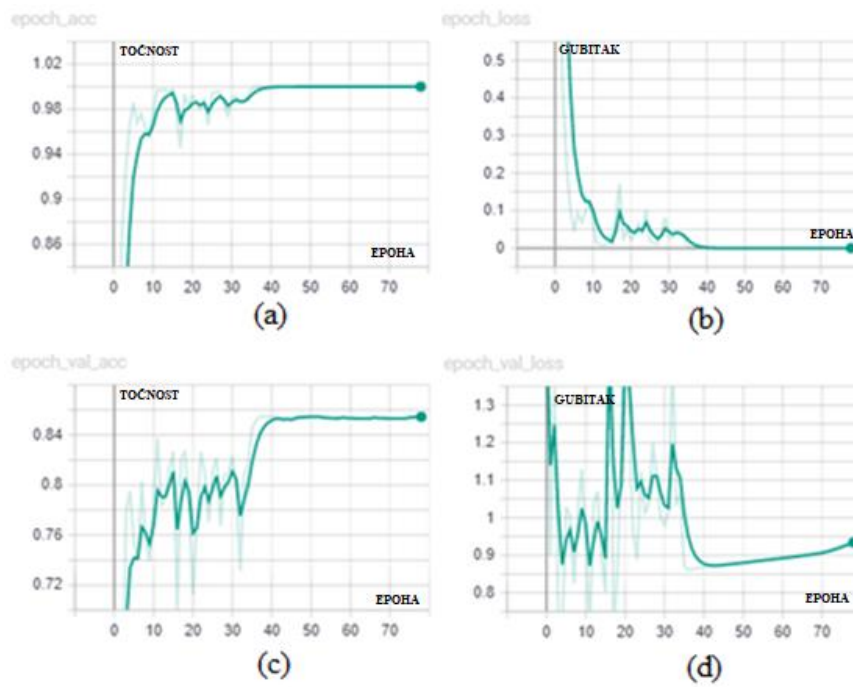 epoch_acc
TOČNOST
1.02
0.98
0.94
0.9
0.86
EPOHA
0 10 20 30 40 50 60 70
(a)
epoch_loss
GUBITAK
0.5
0.4
0.3
0.2
0.1
EPOHA
0
0 10 20 30 40 50 60 70
(b)
epoch_val_acc
TOČNOST
0.84
0.8
0.76
0.72
EPOHA
0 10 20 30 40 50 60 70
(c)
epoch_val_loss
GUBITAK
1.3
1.2
1.1
1
0.9
0.8
EPOHA
0 10 20 30 40 50 60 70
(d)